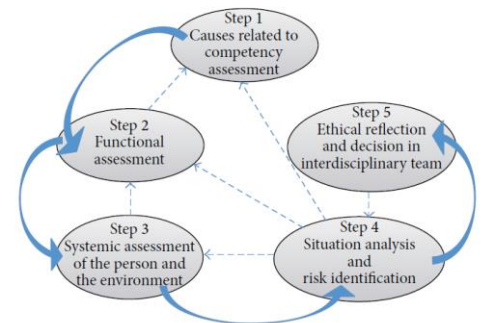 Step 1
Causes related to
competency
assessment
Step 2
Functional
assessment
Step 5
Ethical reflection
and decision in
interdisciplinary team
Step 3
Systemic assessment
of the person and
the environment
Step 4
Situation analysis
and
risk identification